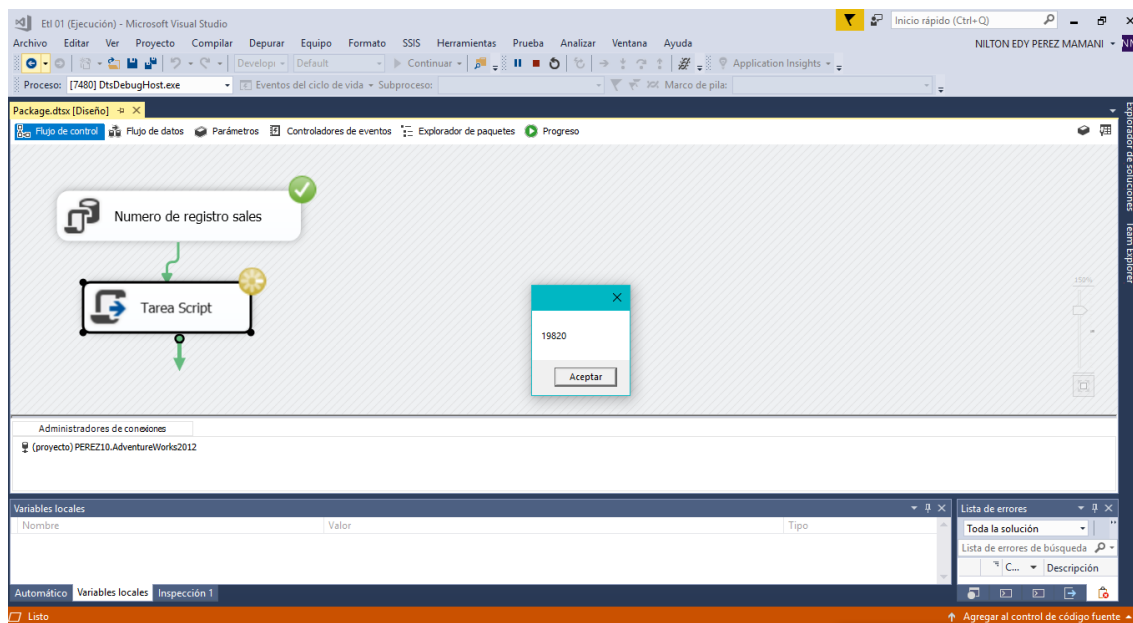 Etl 01 (Ejecución) - Microsoft Visual Studio
Inicio rápido (Ctrl+Q)
Archivo Editar Ver Proyecto Compilar Depurar Equipo Formato SSIS Herramientas Prueba Analizar Ventana Ayuda
NILTON EDY PEREZ MAMANI
Developi Default Continuar Application Insights
Proceso: [7480] DtsDebugHost.exe Eventos del ciclo de vida Subproceso: Marco de pila:
Package.dtsx [Diseño]
Flujo de control Flujo de datos Parámetros Controladores de eventos Explorador de paquetes Progreso
Explorador de soluciones
Team Explorer
Numero de registro sales
Tarea Script
19820
Aceptar
Administradores de conexiones
(proyecto) PEREZ10.AdventureWorks2012
Variables locales
Nombre Valor Tipo
Lista de errores
Toda la solución
Lista de errores de búsqueda
C... Descripción
Automático Variables locales Inspección 1
Listo
Agregar al control de código fuente